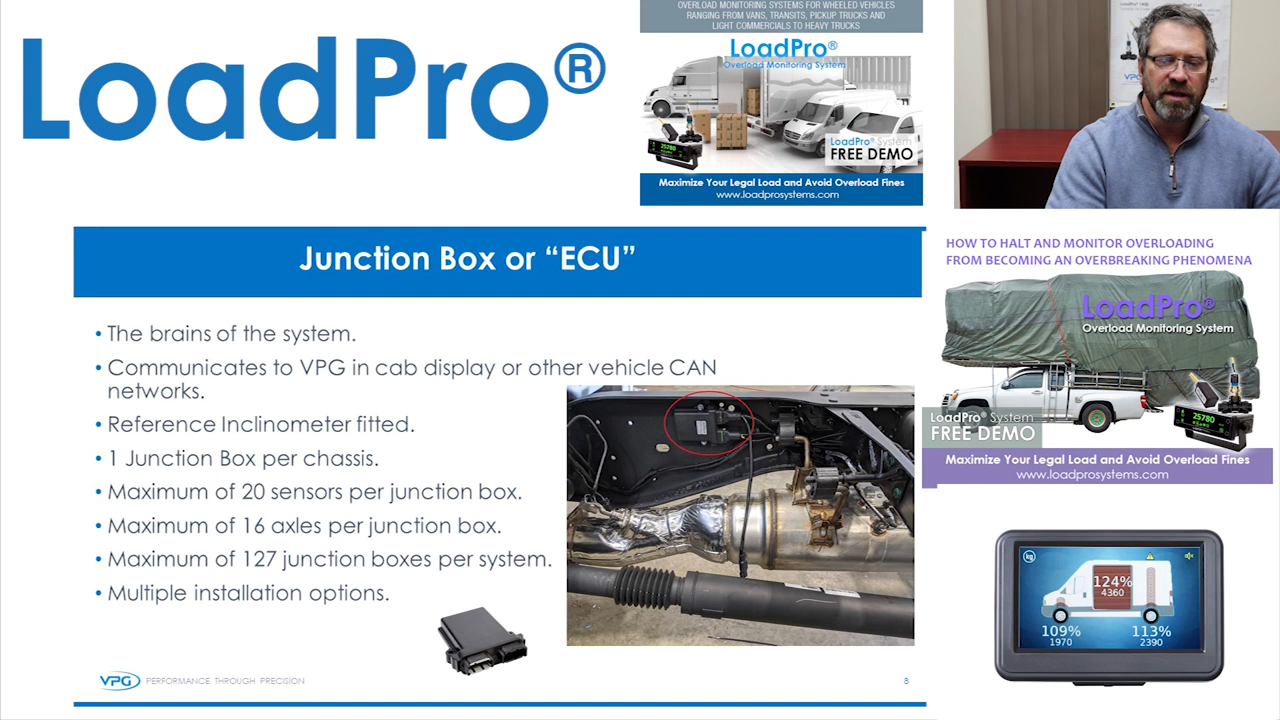 LoadPro®
OVERLOAD MONITORING SYSTEMS FOR WHEELED VEHICLES
RANGING FROM VANS, TRANSITS, PICKUP TRUCKS AND
LIGHT COMMERCIALS TO HEAVY TRUCKS
LoadPro®
Overload Monitoring System
25780
LoadPro® System
FREE DEMO
Maximize Your Legal Load and Avoid Overload Fines
www.loadprosystems.com
VPG
Junction Box or “ECU”
• The brains of the system.
• Communicates to VPG in cab display or other vehicle CAN
networks.
• Reference Inclinometer fitted.
• 1 Junction Box per chassis.
• Maximum of 20 sensors per junction box.
• Maximum of 16 axles per junction box.
• Maximum of 127 junction boxes per system.
• Multiple installation options.
VPG PERFORMANCE THROUGH PRECISION
8
HOW TO HALT AND MONITOR OVERLOADING
FROM BECOMING AN OVERBREAKING PHENOMENA
LoadPro®
Overload Monitoring System
25780
LoadPro® System
FREE DEMO
Maximize Your Legal Load and Avoid Overload Fines
www.loadprosystems.com
kg
124%
4360
109%
1970
113%
2390